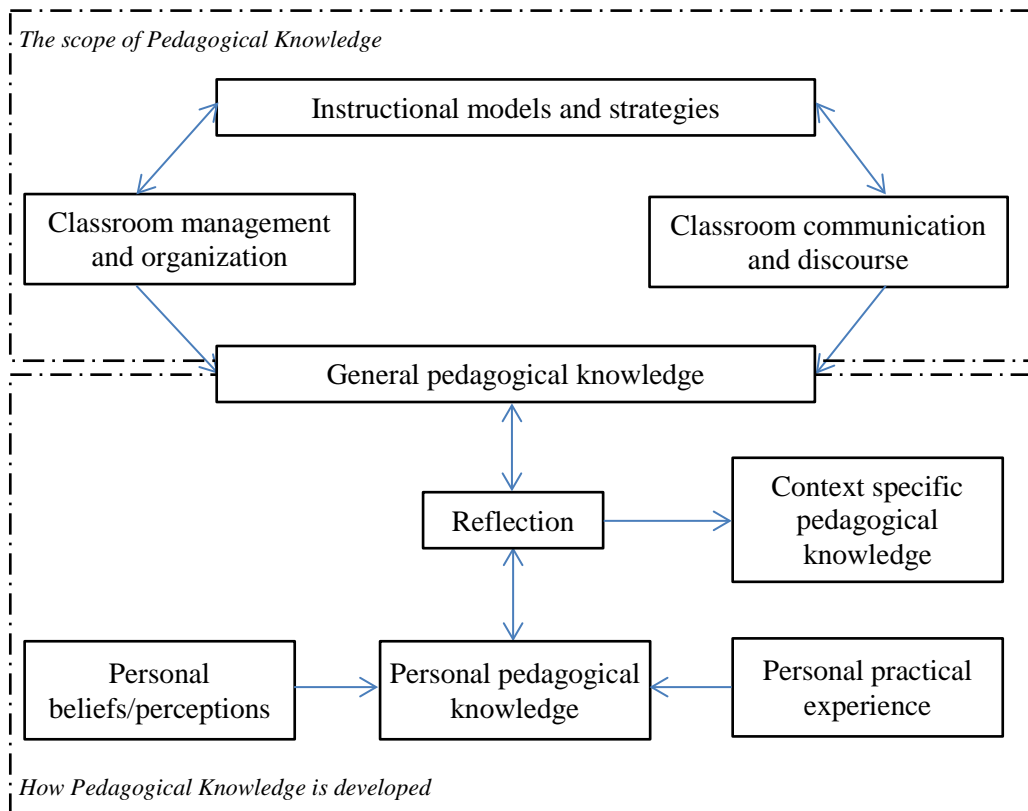 The scope of Pedagogical Knowledge
Instructional models and strategies
Classroom management
and organization
Classroom communication
and discourse
General pedagogical knowledge
Reflection
Context specific
pedagogical
knowledge
Personal
beliefs/perceptions
Personal pedagogical
knowledge
Personal practical
experience
How Pedagogical Knowledge is developed